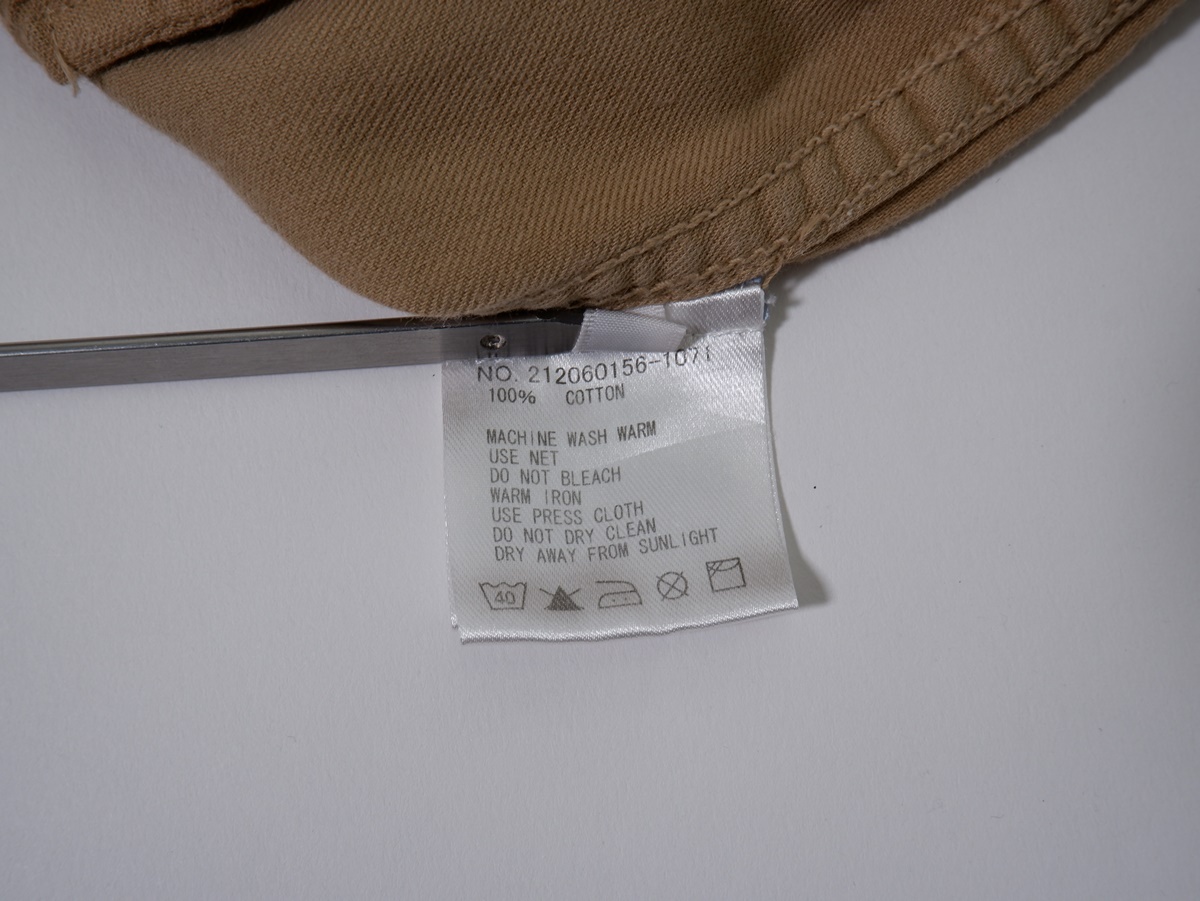 NO. 212060156-1071
100% COTTON
MACHINE WASH WARM
USE NET
DO NOT BLEACH
WARM IRON
USE PRESS CLOTH
DO NOT DRY CLEAN
DRY AWAY FROM SUNLIGHT
40